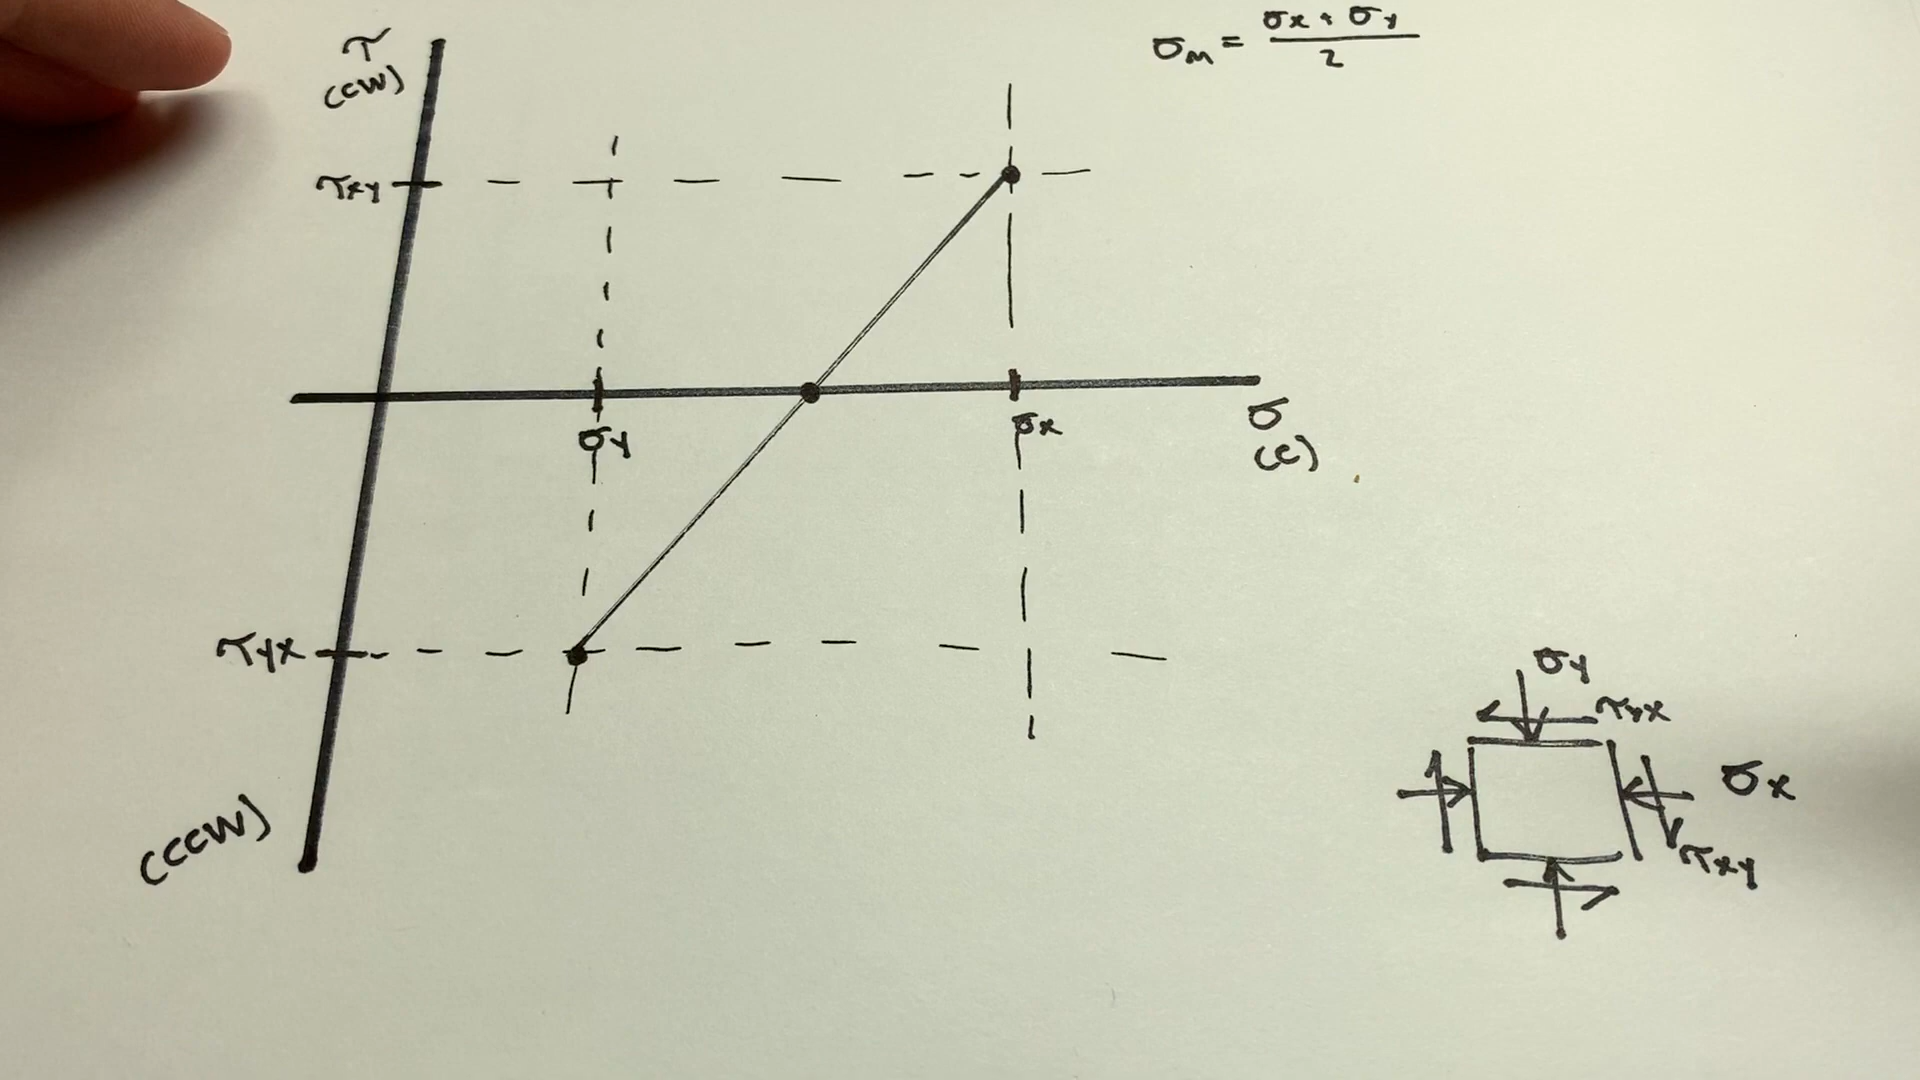 τ
(CW)
σM = σx + σy / 2
τxy
σy
σx
σ
(C)
τyx
(CCW)
σy
τyx
σx
τxy